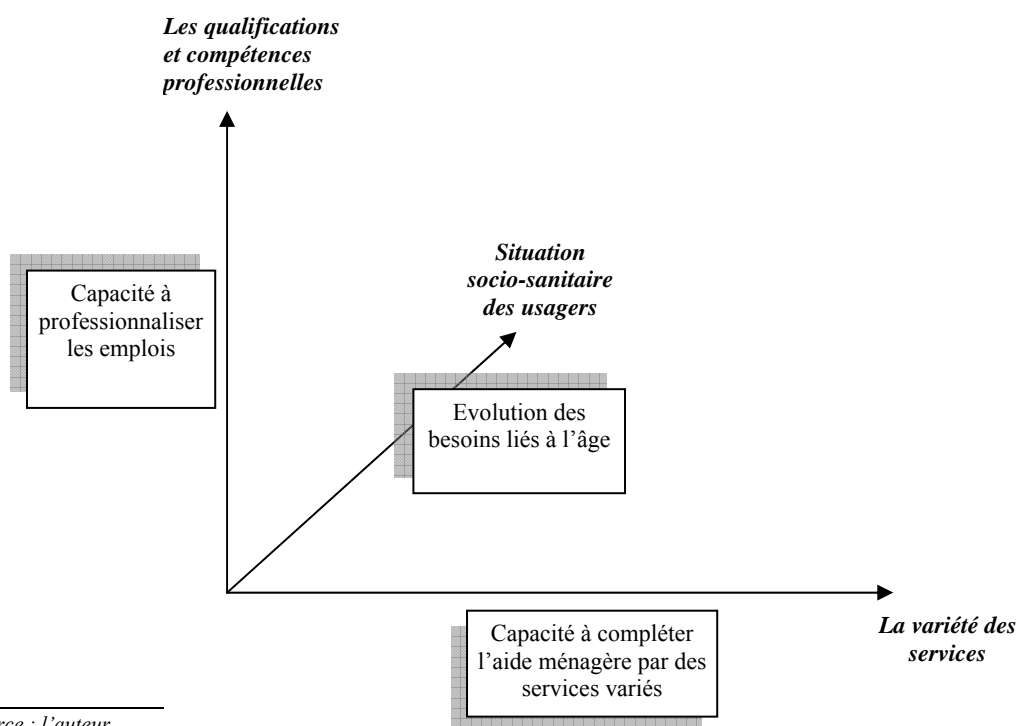 Les qualifications
et compétences
professionnelles
Situation
socio-sanitaire
des usagers
Capacité à
professionnaliser
les emplois
Evolution des
besoins liés à l'âge
La variété des
services
Capacité à compléter
l'aide ménagère par des
services variés
: l'auteur